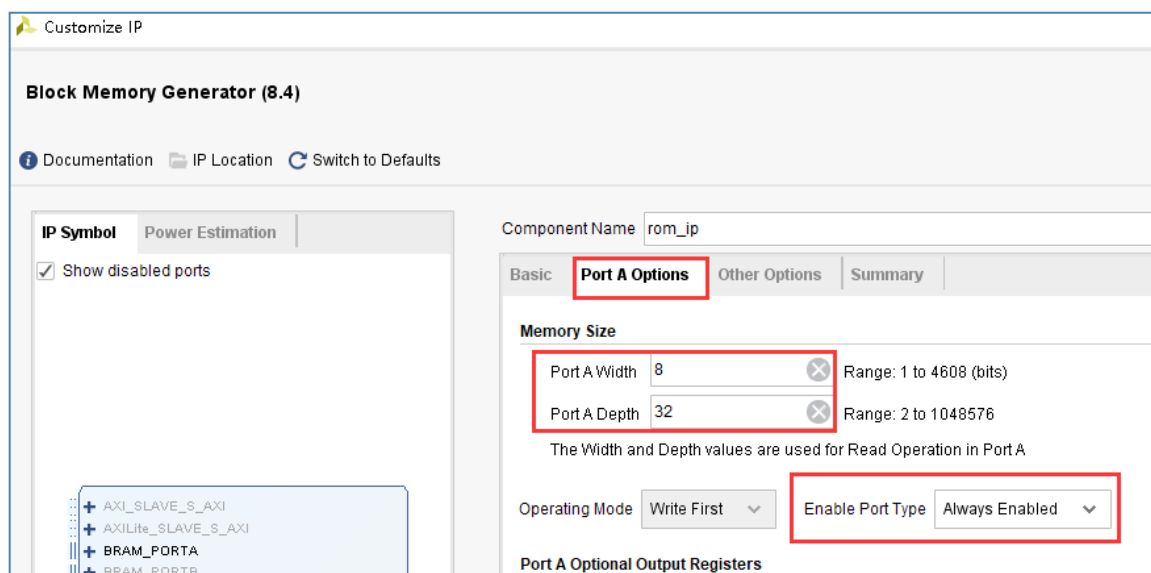 Customize IP
Block Memory Generator (8.4)
Documentation IP Location Switch to Defaults
IP Symbol Power Estimation
Show disabled ports
AXI_SLAVE_S_AXI
AXILite_SLAVE_S_AXI
BRAM_PORTA
BRAM_PORTB
Component Name rom_ip
Basic Port A Options Other Options Summary
Memory Size
Port A Width 8 Range: 1 to 4608 (bits)
Port A Depth 32 Range: 2 to 1048576
The Width and Depth values are used for Read Operation in Port A
Operating Mode Write First Enable Port Type Always Enabled
Port A Optional Output Registers